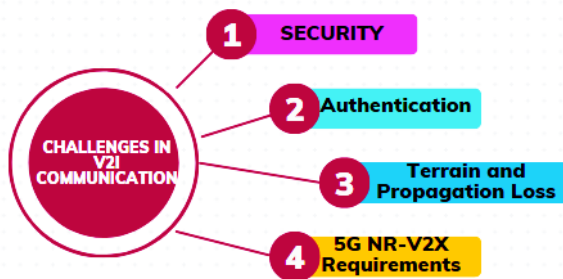 CHALLENGES IN
V2I
COMMUNICATION
1
SECURITY
2
Authentication
3
Terrain and
Propagation Loss
4
5G NR-V2X
Requirements